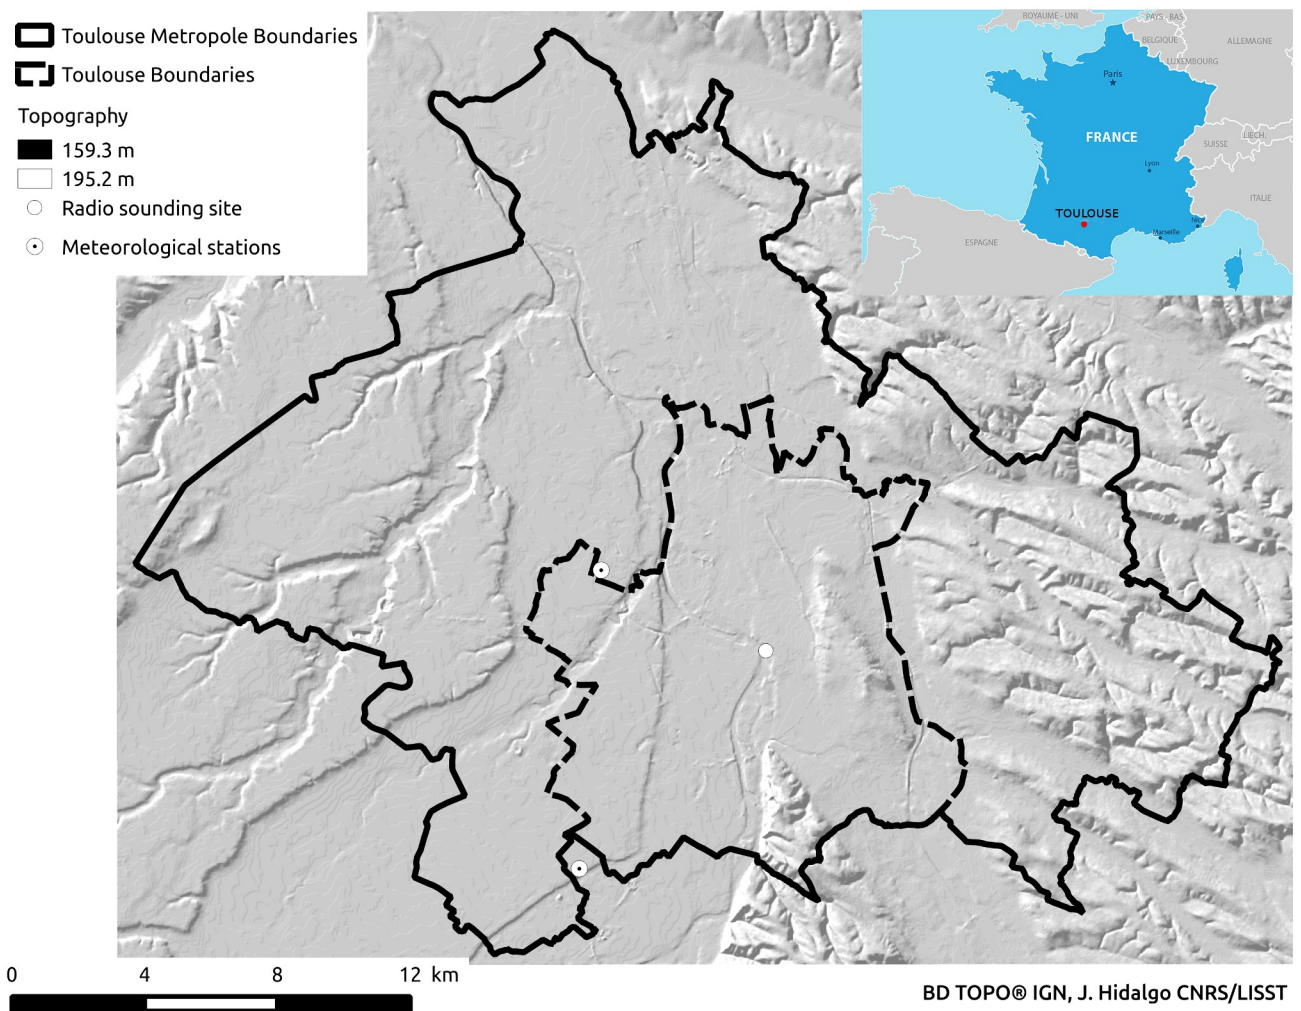 Toulouse Metropole Boundaries
Toulouse Boundaries
Topography
159.3 m
195.2 m
Radio sounding site
Meteorological stations
ROYAUME - UNI
PAYS - BAS
BELGIQUE
ALLEMAGNE
LUXEMBOURG
Paris
FRANCE
LIECH.
SUISSE
Lyon
ITALIE
TOULOUSE
Nice
Marseille
ESPAGNE
0 4 8 12 km
BD TOPO® IGN, J. Hidalgo CNRS/LISST